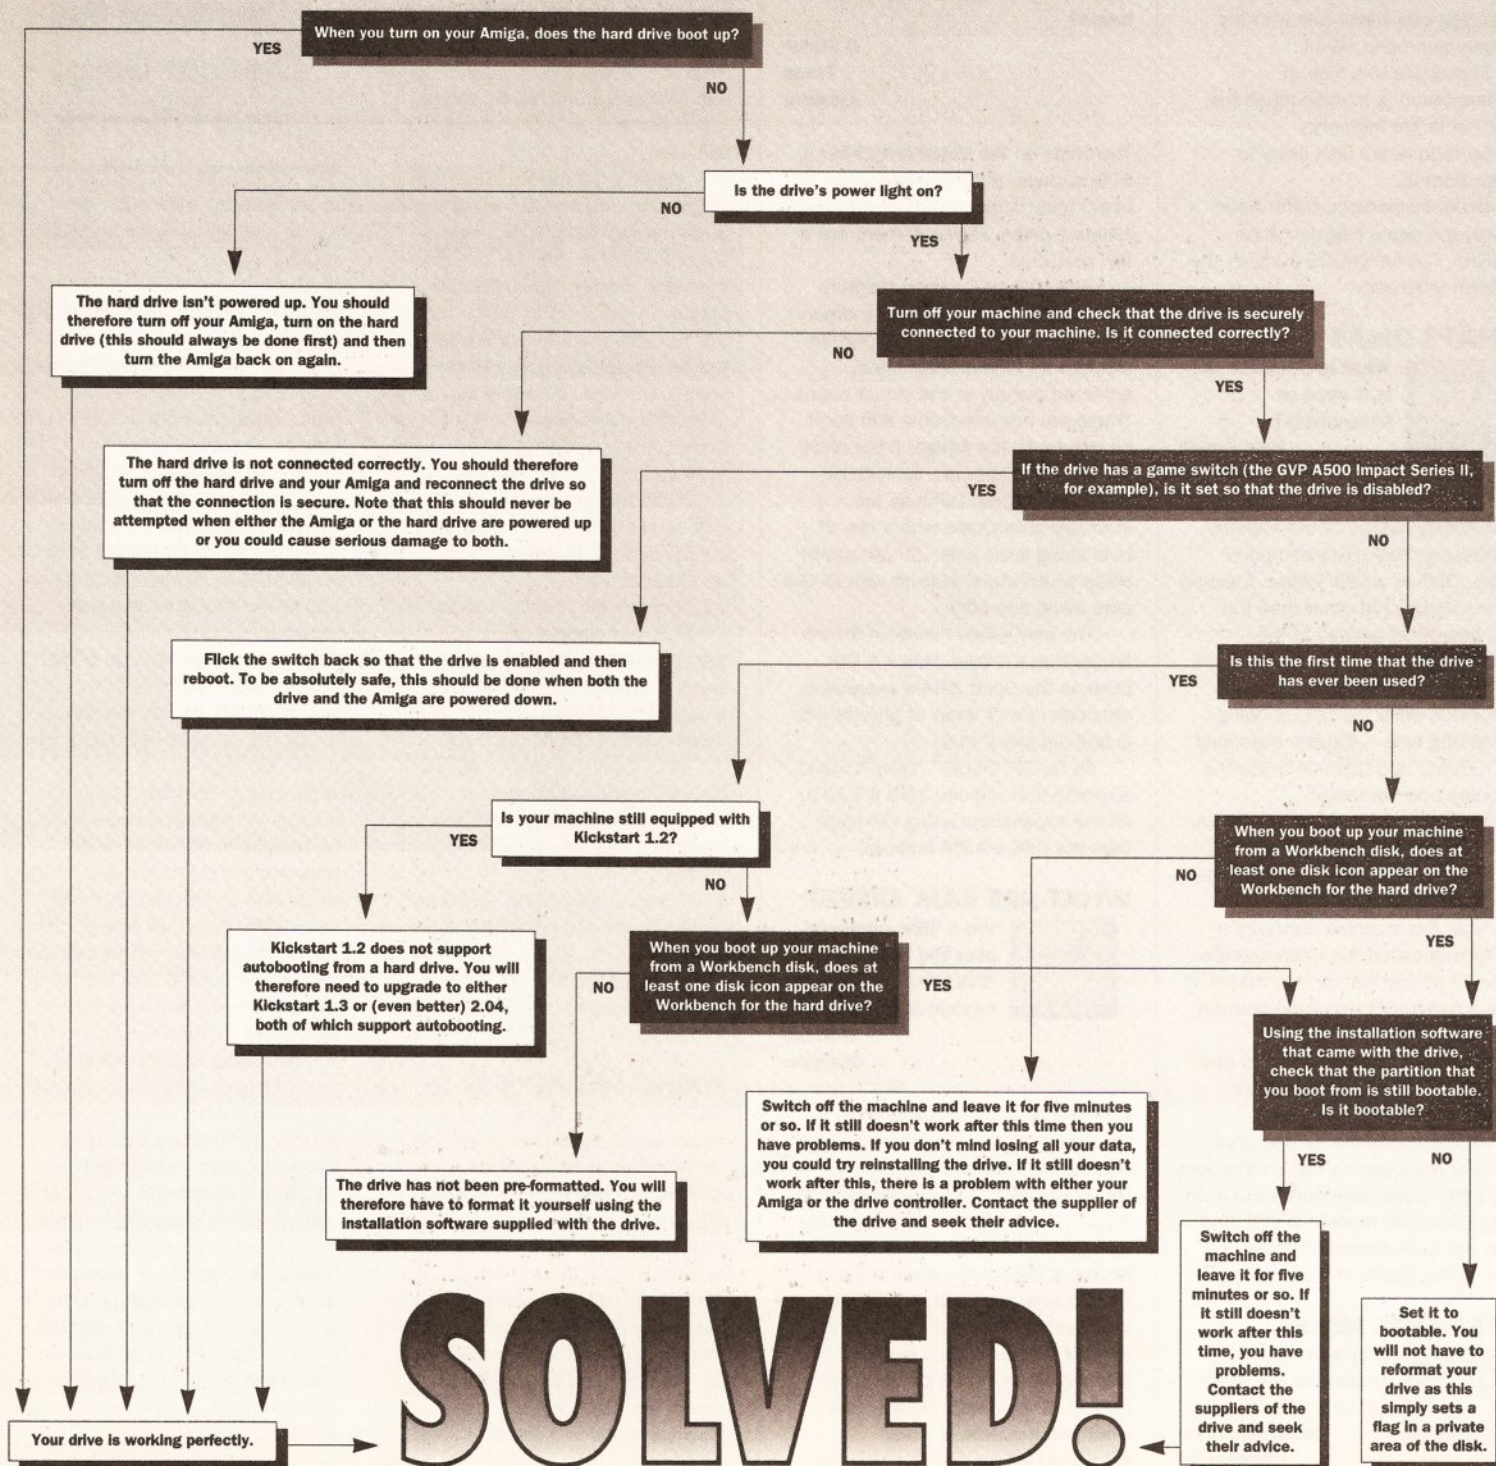 When you turn on your Amiga, does the hard drive boot up?
YES
NO
Is the drive's power light on?
NO
YES
The hard drive isn't powered up. You should
therefore turn off your Amiga, turn on the hard
drive (this should always be done first) and then
turn the Amiga back on again.
Turn off your machine and check that the drive is securely
connected to your machine. Is it connected correctly?
NO
YES
The hard drive is not connected correctly. You should therefore
turn off the hard drive and your Amiga and reconnect the drive so
that the connection is secure. Note that this should never be
attempted when either the Amiga or the hard drive are powered up
or you could cause serious damage to both.
If the drive has a game switch (the GVP A500 Impact Series II,
for example), is it set so that the drive is disabled?
YES
NO
Flick the switch back so that the drive is enabled and then
reboot. To be absolutely safe, this should be done when both the
drive and the Amiga are powered down.
Is this the first time that the drive
has ever been used?
YES
NO
Is your machine still equipped with
Kickstart 1.2?
YES
NO
When you boot up your machine
from a Workbench disk, does at
least one disk icon appear on the
Workbench for the hard drive?
NO
YES
Kickstart 1.2 does not support
autobooting from a hard drive. You will
therefore need to upgrade to either
Kickstart 1.3 or (even better) 2.04,
both of which support autobooting.
When you boot up your machine
from a Workbench disk, does at
least one disk icon appear on the
Workbench for the hard drive?
NO
YES
Using the installation software
that came with the drive,
check that the partition that
you boot from is still bootable.
Is it bootable?
YES
NO
Switch off the machine and leave it for five minutes
or so. If it still doesn't work after this time then you
have problems. If you don't mind losing all your data,
you could try reinstalling the drive. If it still doesn't
work after this, there is a problem with either your
Amiga or the drive controller. Contact the supplier of
the drive and seek their advice.
The drive has not been pre-formatted. You will
therefore have to format it yourself using the
installation software supplied with the drive.
Switch off the
machine and
leave it for five
minutes or so. If
it still doesn't
work after this
time, you have
problems.
Contact the
suppliers of the
drive and seek
their advice.
Set it to
bootable. You
will not have to
reformat your
drive as this
simply sets a
flag in a private
area of the disk.
Your drive is working perfectly.
SOLVED!